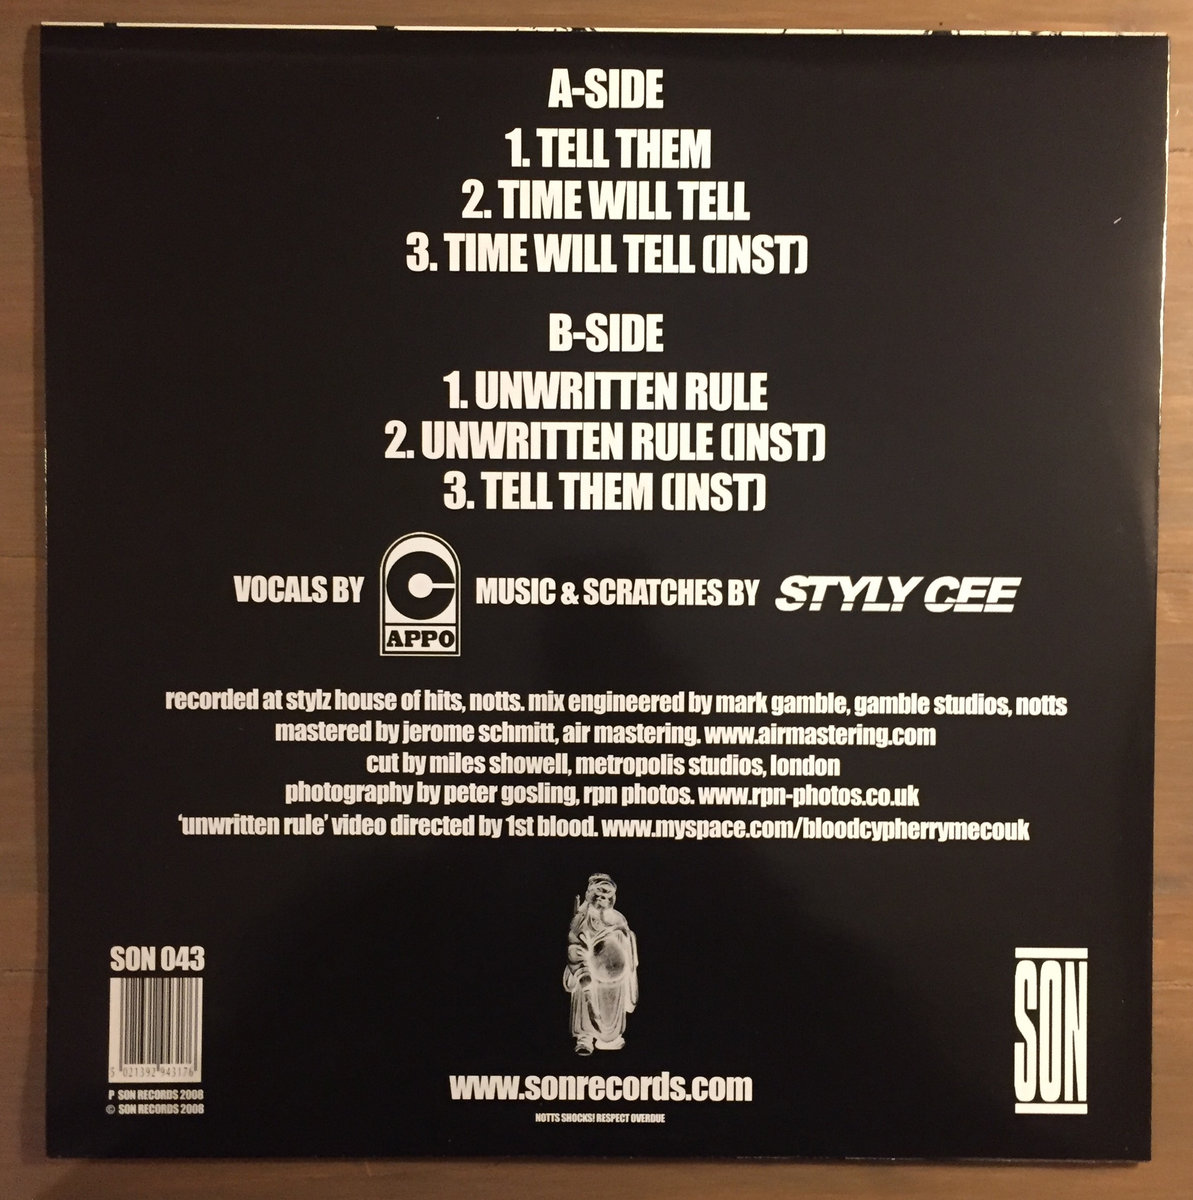 A-SIDE
1. TELL THEM
2. TIME WILL TELL
3. TIME WILL TELL (INST)
B-SIDE
1. UNWRITTEN RULE
2. UNWRITTEN RULE (INST)
3. TELL THEM (INST)
VOCALS BY C APPO MUSIC & SCRATCHES BY STYLY CEE
recorded at stylz house of hits, notts. mix engineered by mark gamble, gamble studios, notts
mastered by jerome schmitt, air mastering. www.airmastering.com
cut by miles showell, metropolis studios, london
photography by peter gosling, rpn photos. www.rpn-photos.co.uk
'unwritten rule' video directed by 1st blood. www.myspace.com/bloodcypherrymecouk
SON 043
5 021392 943176
P SON RECORDS 2008
© SON RECORDS 2008
www.sonrecords.com
NOTTS SHOCKS! RESPECT OVERDUE
SON